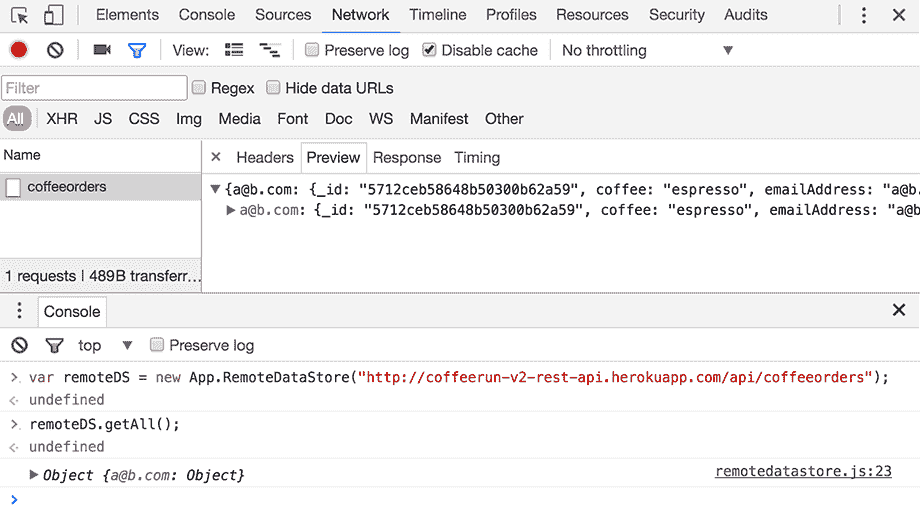 Elements Console Sources Network Timeline Profiles Resources Security Audits
View: Preserve log Disable cache No throttling
Filter Regex Hide data URLs
All XHR JS CSS Img Media Font Doc WS Manifest Other
Name
Headers Preview Response Timing
coffeeorders
{a@b.com: {_id: "5712ceb58648b50300b62a59", coffee: "espresso", emailAddress: "a@b.
a@b.com: {_id: "5712ceb58648b50300b62a59", coffee: "espresso", emailAddress: "a@b
1 requests | 489B transferr...
Console
top Preserve log
> var remoteDS = new App.RemoteDataStore("http://coffeerun-v2-rest-api.herokuapp.com/api/coffeeorders");
undefined
> remoteDS.getAll();
undefined
Object {a@b.com: Object} remotedatastore.js:23
>